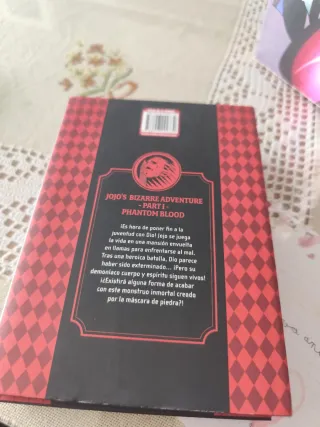 JOJO'S BIZARRE ADVENTURE
- PART I -
PHANTOM BLOOD
¡Es hora de poner fin a la
juventud con Dio! Jojo se juega
la vida en una mansión envuelta
en llamas para enfrentarse al mal.
Tras una heroica batalla, Dio parece
haber sido exterminado... ¡Pero su
demoníaco cuerpo y espíritu siguen vivos!
¡¿Existirá alguna forma de acabar
con este monstruo inmortal creado
por la máscara de piedra?!